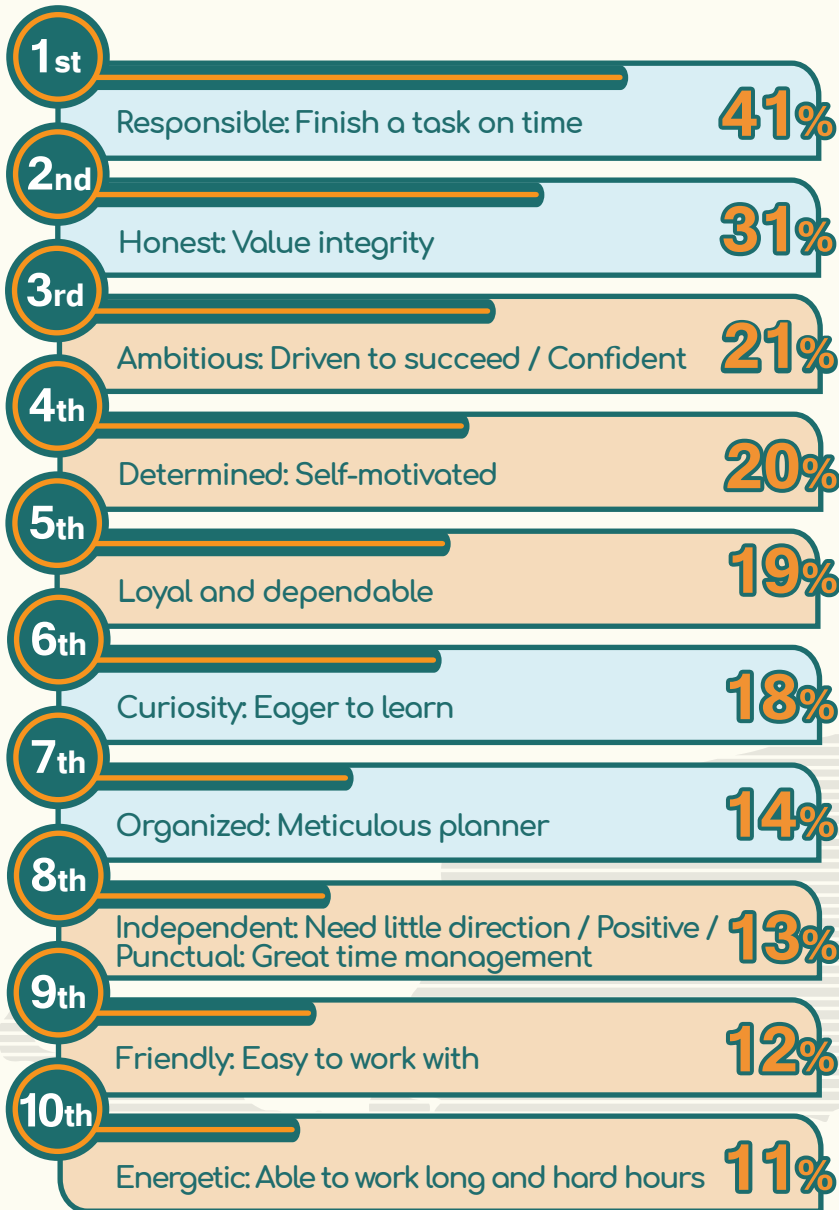 1st
Responsible: Finish a task on time
41%
2nd
Honest: Value integrity
31%
3rd
Ambitious: Driven to succeed / Confident
21%
4th
Determined: Self-motivated
20%
5th
Loyal and dependable
19%
6th
Curiosity: Eager to learn
18%
7th
Organized: Meticulous planner
14%
8th
Independent: Need little direction / Positive /
Punctual: Great time management
13%
9th
Friendly: Easy to work with
12%
10th
Energetic: Able to work long and hard hours
11%